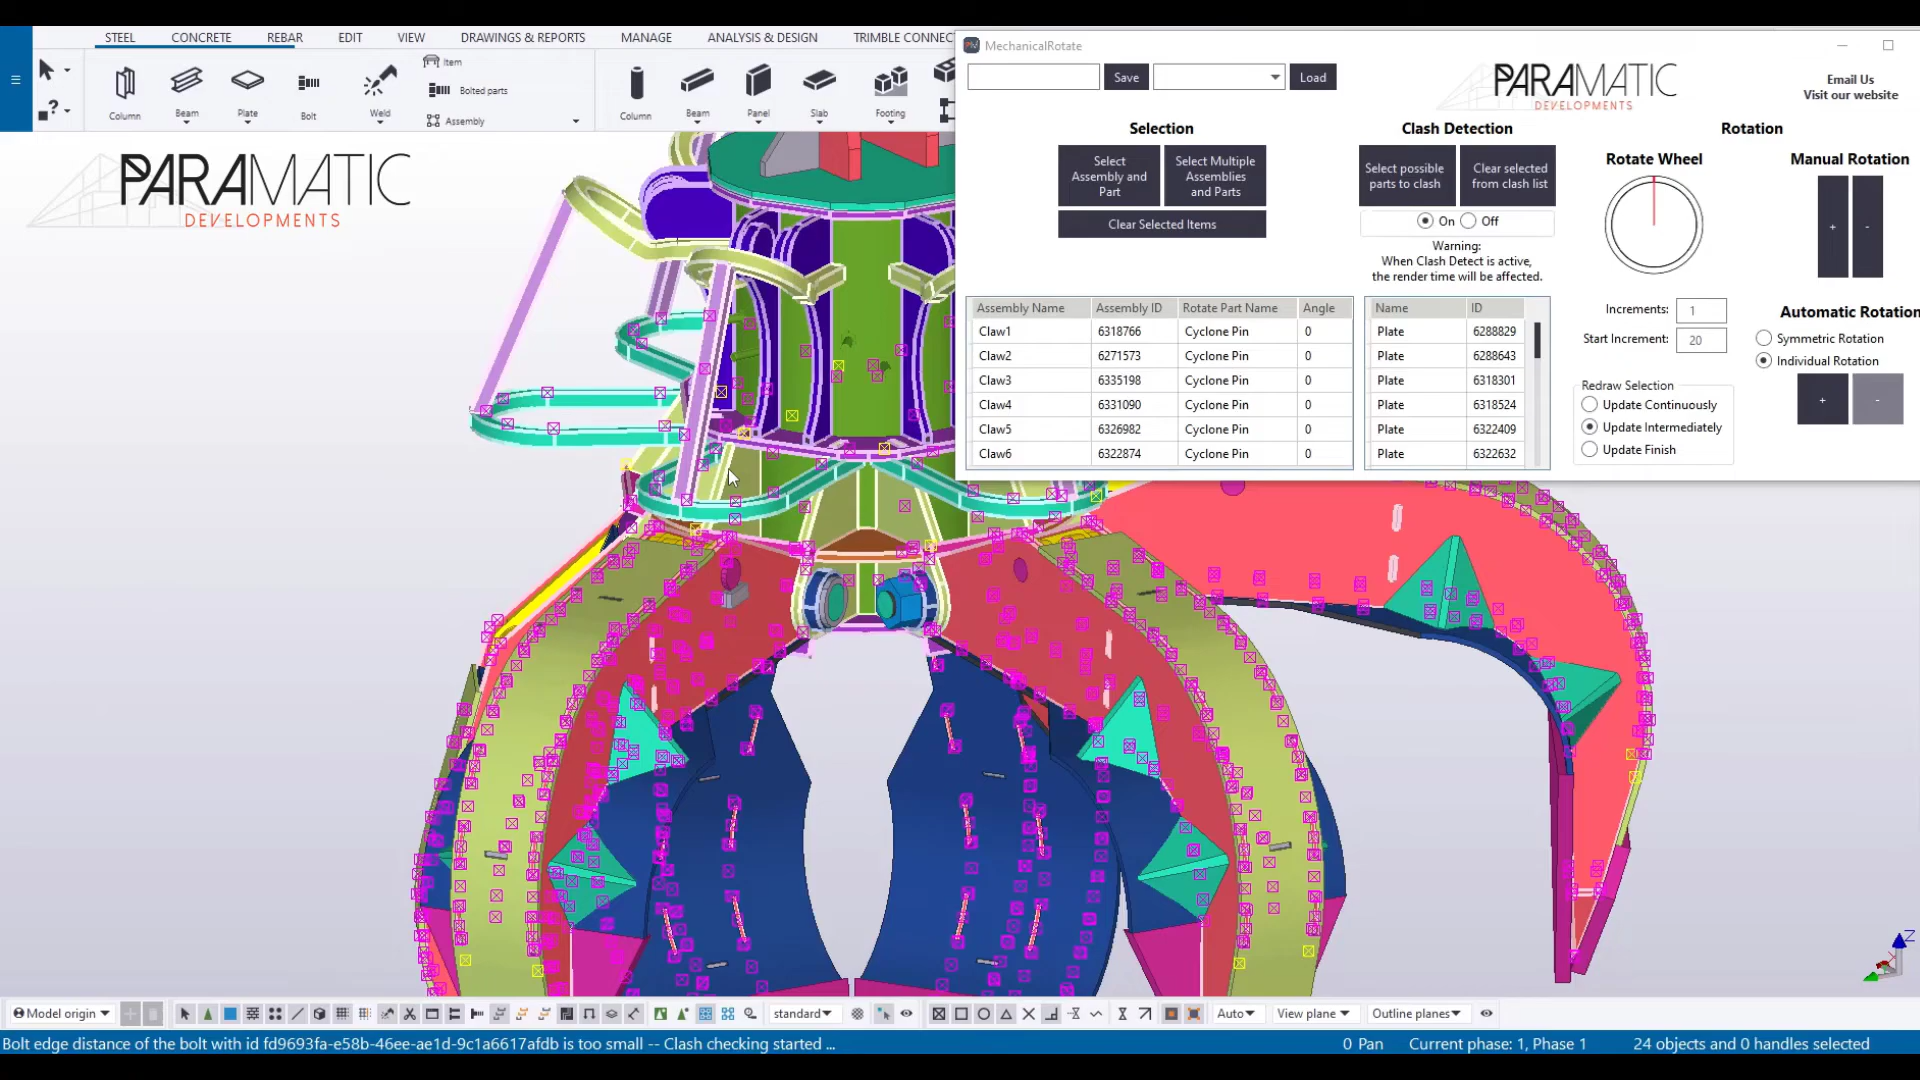 STEEL CONCRETE REBAR EDIT VIEW DRAWINGS & REPORTS MANAGE ANALYSIS & DESIGN TRIMBLE CONNEC
Item
Column Beam Plate Bolt Weld
Bolted parts
Assembly
Column Beam Panel Slab Footing
PARAMATIC
DEVELOPMENTS
MechanicalRotate
Save Load
PARAMATIC
DEVELOPMENTS
Email Us
Visit our website
Selection
Select
Assembly and
Part
Select Multiple
Assemblies
and Parts
Clear Selected Items
Clash Detection
Select possible
parts to clash
Clear selected
from clash list
On Off
Warning:
When Clash Detect is active,
the render time will be affected.
Rotation
Rotate Wheel
Manual Rotation
+ -
Increments: 1
Start Increment: 20
Redraw Selection
Update Continuously
Update Intermediately
Update Finish
Automatic Rotation
Symmetric Rotation
Individual Rotation
+ -
Assembly Name Assembly ID Rotate Part Name Angle
Claw1 6318766 Cyclone Pin 0
Claw2 6271573 Cyclone Pin 0
Claw3 6335198 Cyclone Pin 0
Claw4 6331090 Cyclone Pin 0
Claw5 6326982 Cyclone Pin 0
Claw6 6322874 Cyclone Pin 0
Name ID
Plate 6288829
Plate 6288643
Plate 6318301
Plate 6318524
Plate 6322409
Plate 6322632
Z
Model origin standard Auto View plane Outline planes
Bolt edge distance of the bolt with id fd9693fa-e58b-46ee-ae1d-9c1a6617afdb is too small -- Clash checking started ...
0 Pan Current phase: 1, Phase 1 24 objects and 0 handles selected